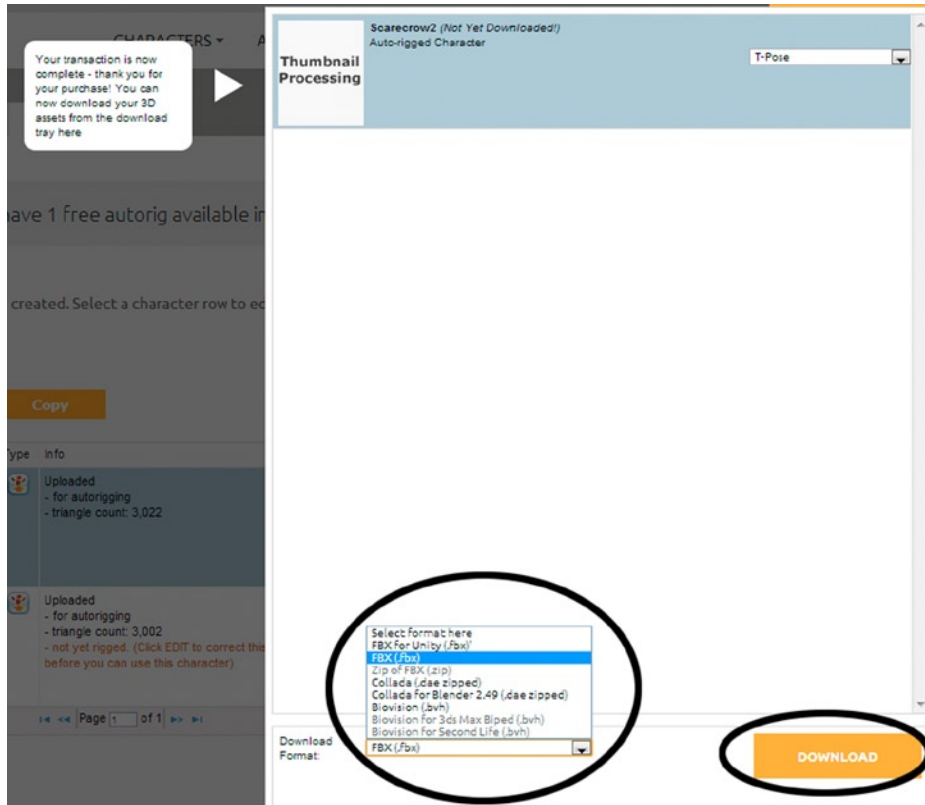 CHARACTERS
A
Your transaction is now
complete - thank you for
your purchase! You can
now download your 3D
assets from the download
tray here
Thumbnail
Processing
Scarecrow2 (Not Yet Downloaded!)
Auto-rigged Character
T-Pose
have 1 free autorig available in
created. Select a character row to ed
Copy
Type Info
Uploaded
- for autorigging
- triangle count: 3,022
Uploaded
- for autorigging
- triangle count: 3,002
- not yet rigged. (Click EDIT to correct this
before you can use this character)
Page 1 of 1
Select format here
FBX for Unity (.fbx)'
FBX (.fbx)
Zip of FBX (.zip)
Collada (.dae zipped)
Collada for Blender 2.49 (.dae zipped)
Biovision (.bvh)
Biovision for 3ds Max Biped (.bvh)
Biovision for Second Life (.bvh)
Download
Format:
FBX (.fbx)
DOWNLOAD